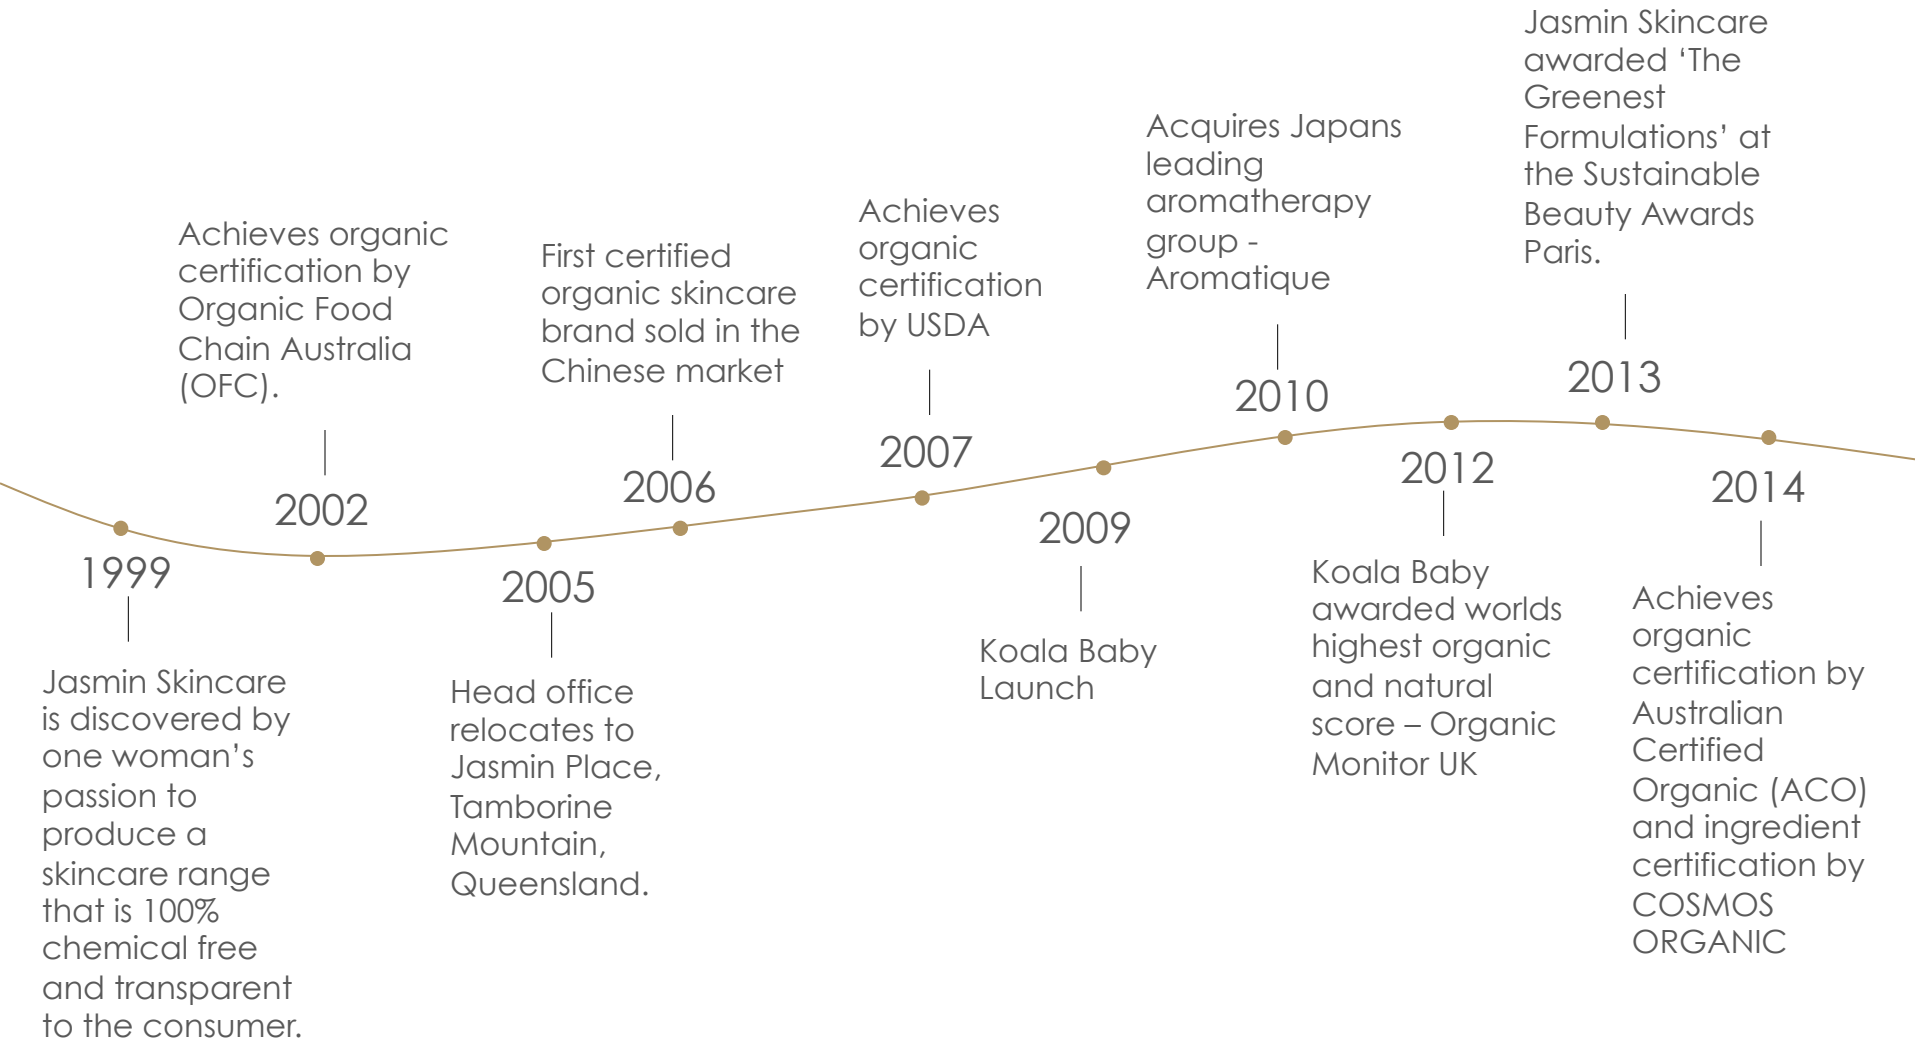 1999
Jasmin Skincare
is discovered by
one woman’s
passion to
produce a
skincare range
that is 100%
chemical free
and transparent
to the consumer.
Achieves organic
certification by
Organic Food
Chain Australia
(OFC).
2002
2005
Head office
relocates to
Jasmin Place,
Tamborine
Mountain,
Queensland.
First certified
organic skincare
brand sold in the
Chinese market
2006
Achieves
organic
certification
by USDA
2007
2009
Koala Baby
Launch
Acquires Japans
leading
aromatherapy
group -
Aromatique
2010
2012
Koala Baby
awarded worlds
highest organic
and natural
score – Organic
Monitor UK
Jasmin Skincare
awarded ‘The
Greenest
Formulations’ at
the Sustainable
Beauty Awards
Paris.
2013
2014
Achieves
organic
certification by
Australian
Certified
Organic (ACO)
and ingredient
certification by
COSMOS
ORGANIC